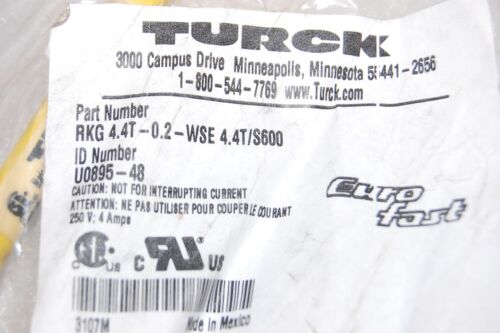 TURCK
3000 Campus Drive Minneapolis, Minnesota 55441-2656
1-800-544-7769 www.Turck.com
Part Number
RKG 4.4T-0.2-WSE 4.4T/S600
ID Number
U0895-48
CAUTION: NOT FOR INTERRUPTING CURRENT
ATTENTION: NE PAS UTILISER POUR COUPER LE COURANT
250 V: 4 Amps
Euro
fast
US
C US
3107M
Made in Mexico